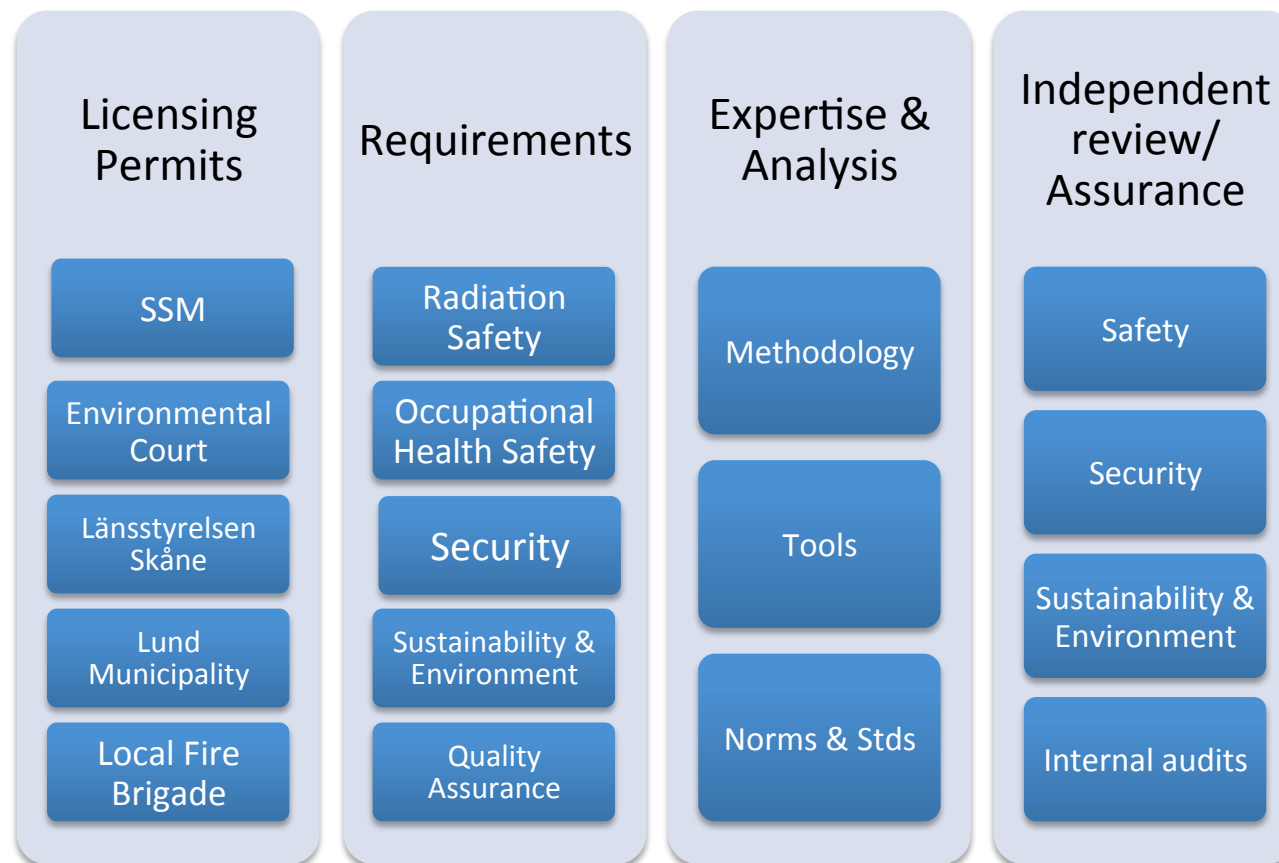 Licensing
Permits
SSM
Environmental
Court
Länsstyrelsen
Skåne
Lund
Municipality
Local Fire
Brigade
Requirements
Radiation
Safety
Occupational
Health Safety
Security
Sustainability &
Environment
Quality
Assurance
Expertise &
Analysis
Methodology
Tools
Norms & Stds
Independent
review/
Assurance
Safety
Security
Sustainability &
Environment
Internal audits